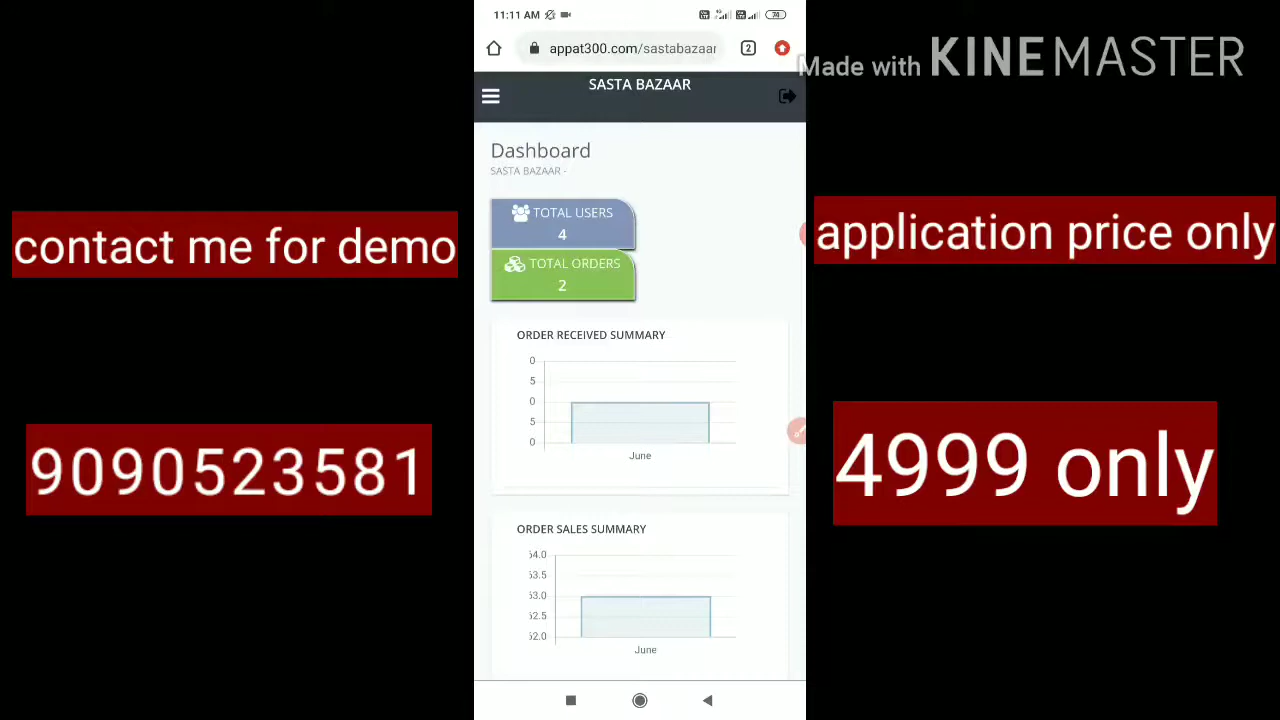 11:11 AM
74
appat300.com/sastabazaar
2
Made with KINEMASTER
SASTA BAZAAR
Dashboard
SASTA BAZAAR -
TOTAL USERS
4
TOTAL ORDERS
2
contact me for demo
application price only
9090523581
4999 only
ORDER RECEIVED SUMMARY
0
5
0
5
0
June
ORDER SALES SUMMARY
54.0
53.5
53.0
52.5
52.0
June